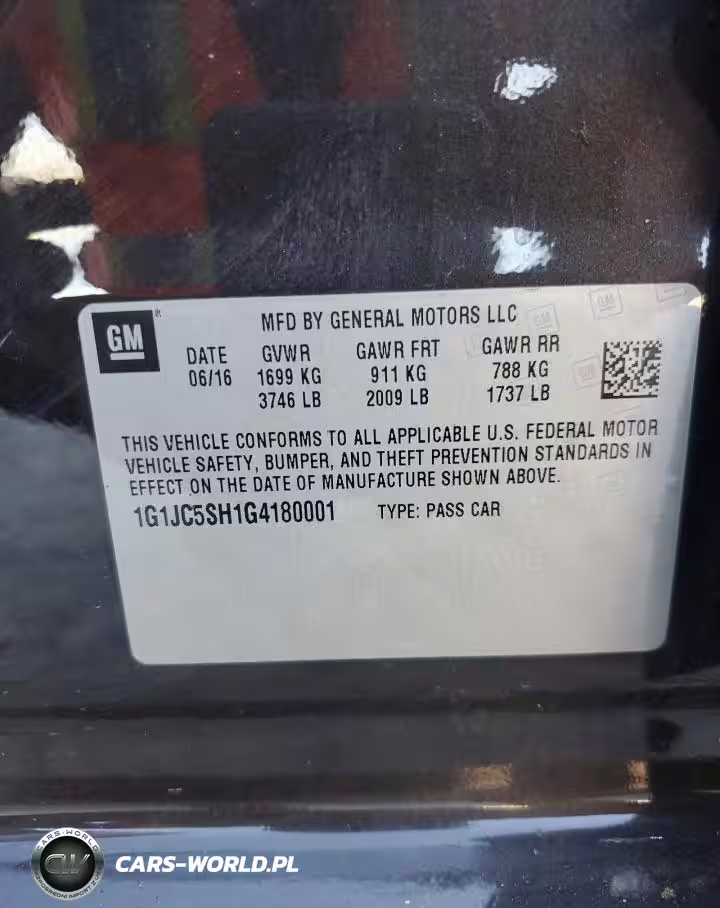 GM
MFD BY GENERAL MOTORS LLC
DATE GVWR GAWR FRT GAWR RR
06/16 1699 KG 911 KG 788 KG
3746 LB 2009 LB 1737 LB
THIS VEHICLE CONFORMS TO ALL APPLICABLE U.S. FEDERAL MOTOR
VEHICLE SAFETY, BUMPER, AND THEFT PREVENTION STANDARDS IN
EFFECT ON THE DATE OF MANUFACTURE SHOWN ABOVE.
1G1JC5SH1G4180001 TYPE: PASS CAR
CARS-WORLD
CW
CARS-WORLD.PL